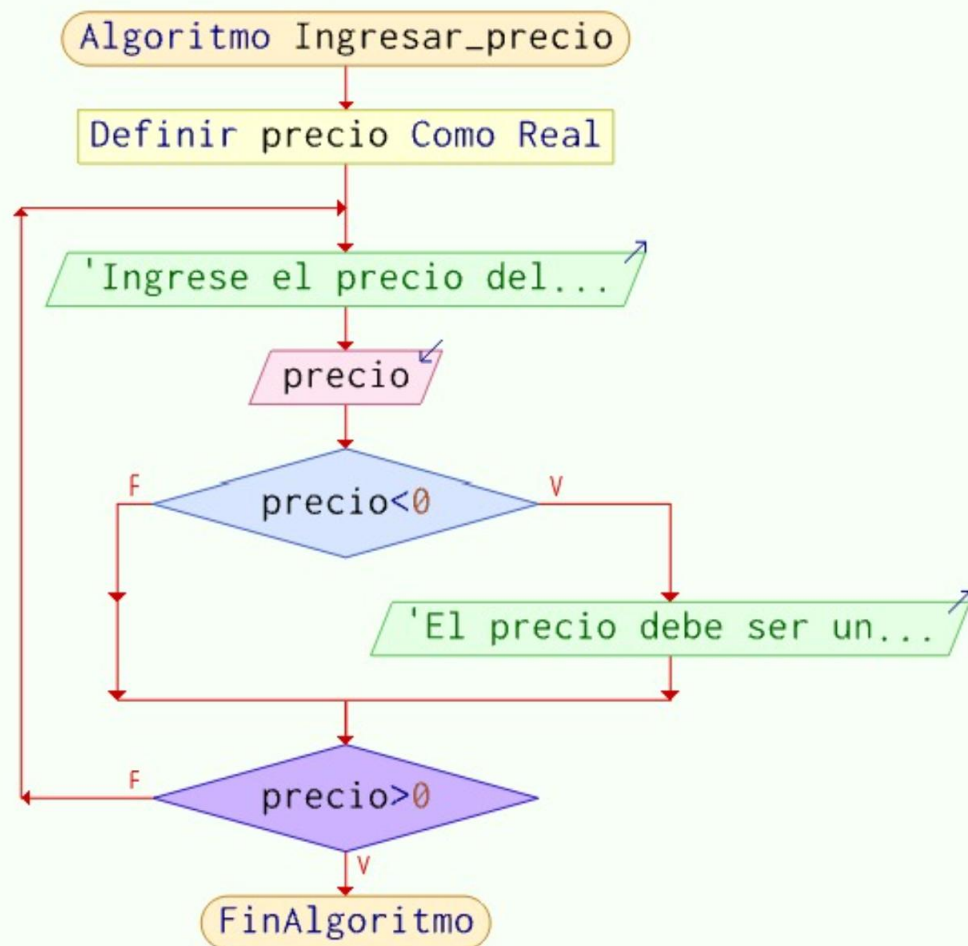 Algoritmo Ingresar_precio
Definir precio Como Real
'Ingrese el precio del...
precio
F
precio<0
V
'El precio debe ser un...
F
precio>0
V
FinAlgoritmo